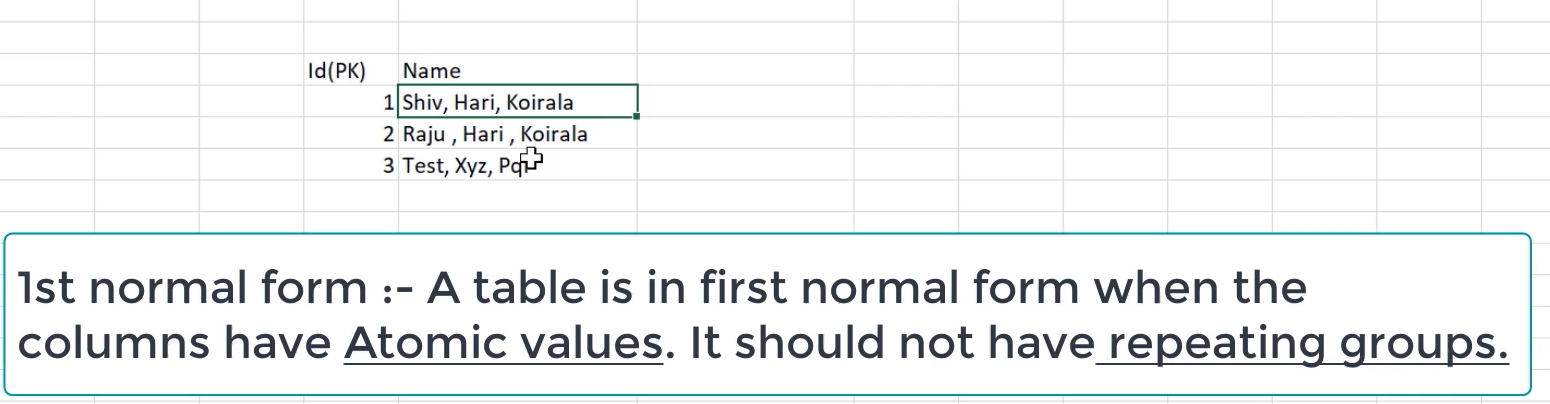 Id(PK) Name
1 Shiv, Hari, Koirala
2 Raju , Hari , Koirala
3 Test, Xyz,
1st normal form :- A table is in first normal form when the
columns have Atomic values. It should not have repeating groups.